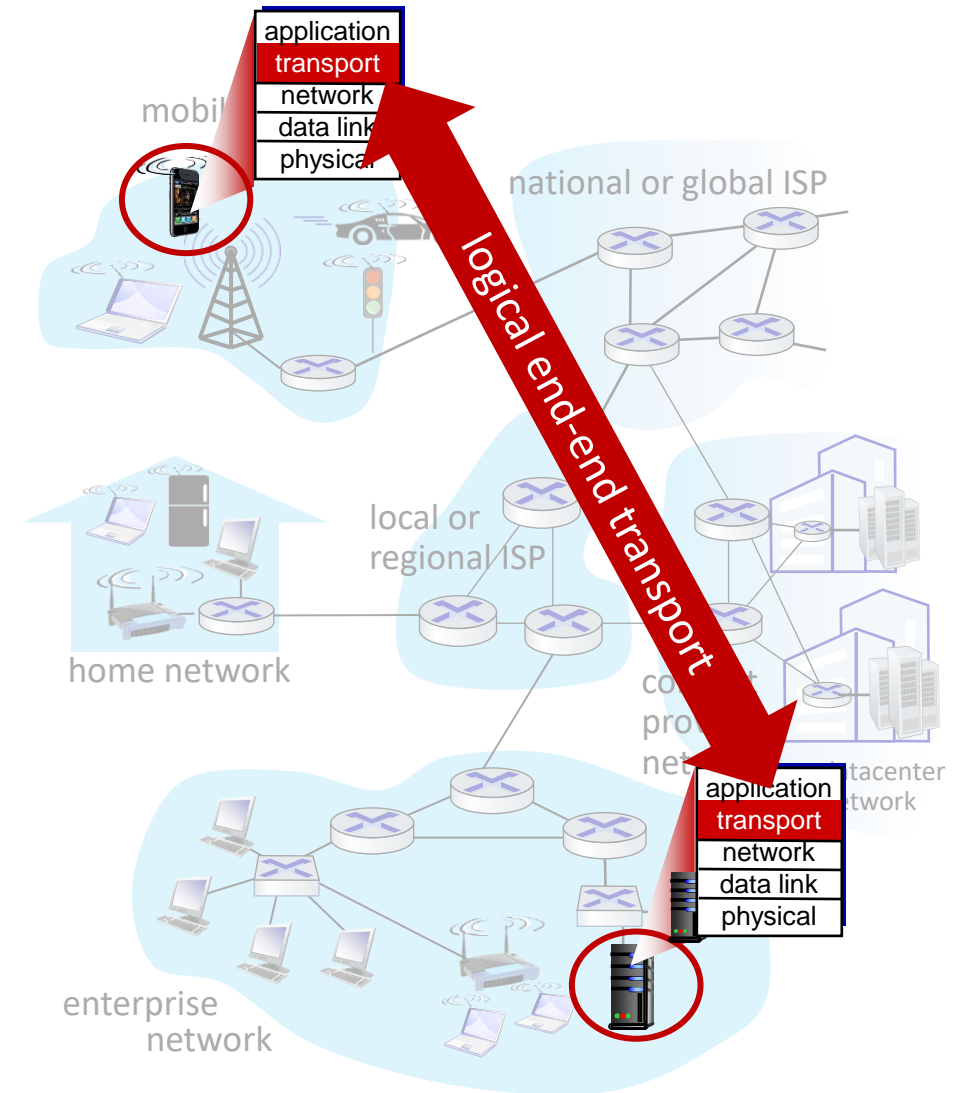 application
transport
network
data link
physical
mobil
national or global ISP
logical end-end transport
local or
regional ISP
home network
application
transport
network
data link
physical
enterprise
network